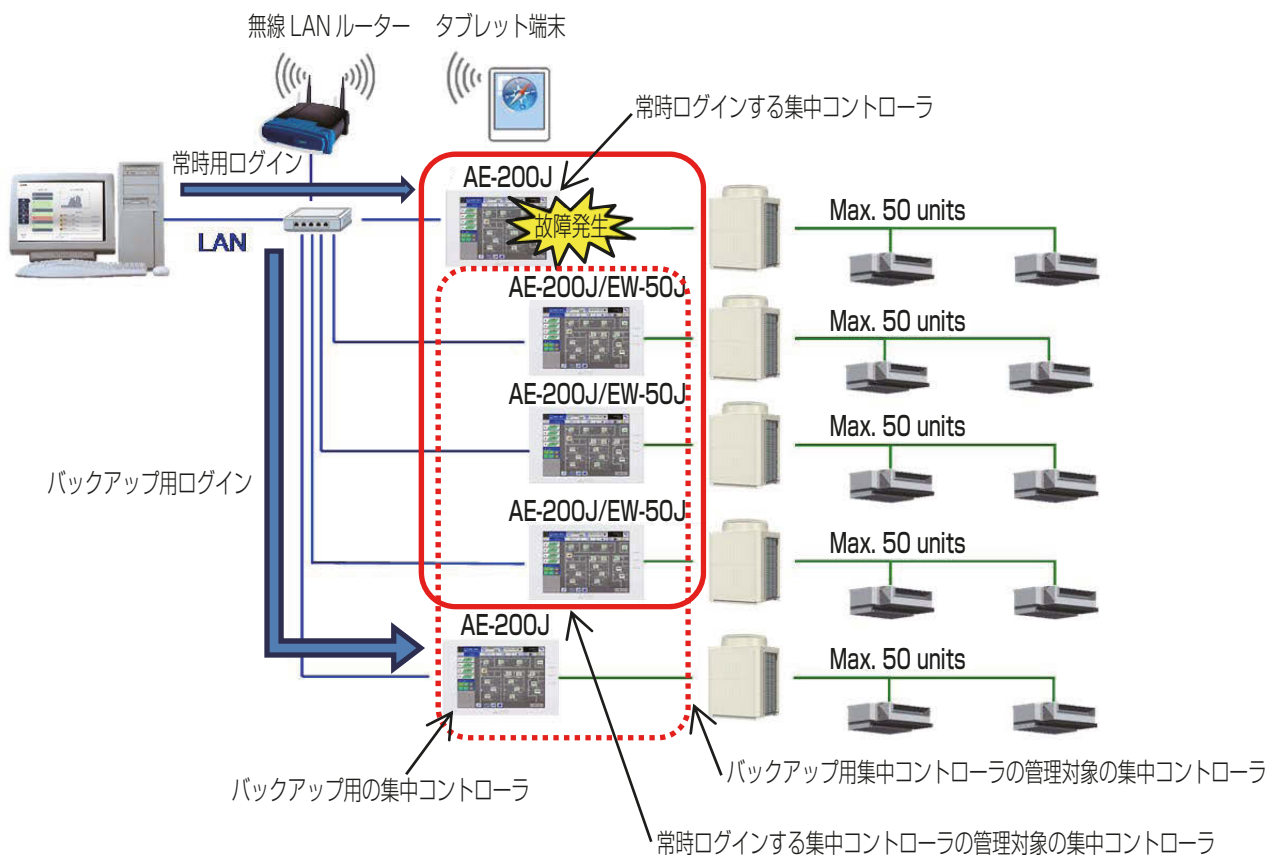 無線 LAN ルーター
タブレット端末
常時ログインする集中コントローラ
常時用ログイン
AE-200J
故障発生
Max. 50 units
LAN
AE-200J/EW-50J
Max. 50 units
AE-200J/EW-50J
Max. 50 units
バックアップ用ログイン
AE-200J/EW-50J
Max. 50 units
AE-200J
Max. 50 units
バックアップ用集中コントローラの管理対象の集中コントローラ
バックアップ用の集中コントローラ
常時ログインする集中コントローラの管理対象の集中コントローラ